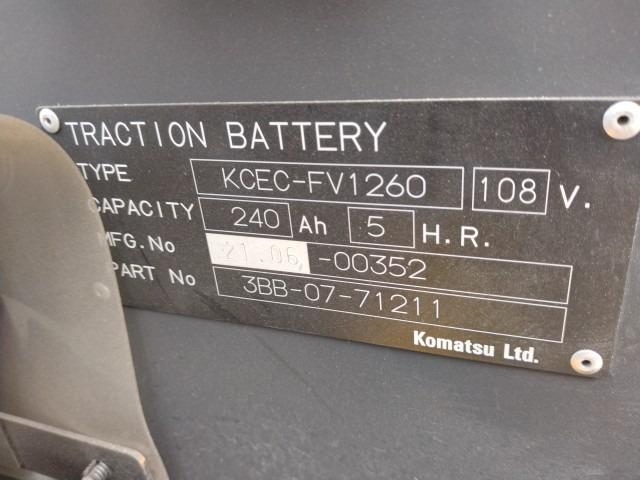 TRACTION BATTERY
TYPE KCEC-FV1260 108 V.
CAPACITY 240 Ah 5 H.R.
MFG.No 21.06,-00352
PART No 3BB-07-71211
Komatsu Ltd.